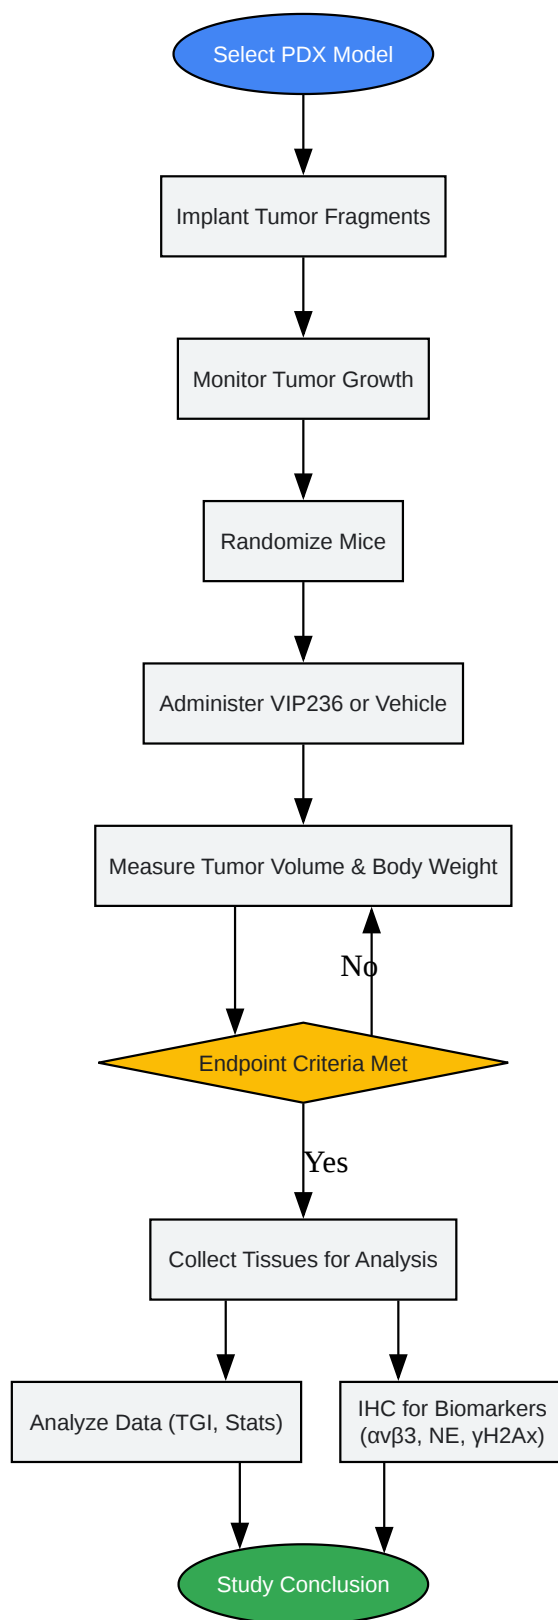 Select PDX Model
Implant Tumor Fragments
Monitor Tumor Growth
Randomize Mice
Administer VIP236 or Vehicle
Measure Tumor Volume & Body Weight
No
Endpoint Criteria Met
Yes
Collect Tissues for Analysis
Analyze Data (TGI, Stats)
IHC for Biomarkers
(αvβ3, NE, γH2Ax)
Study Conclusion